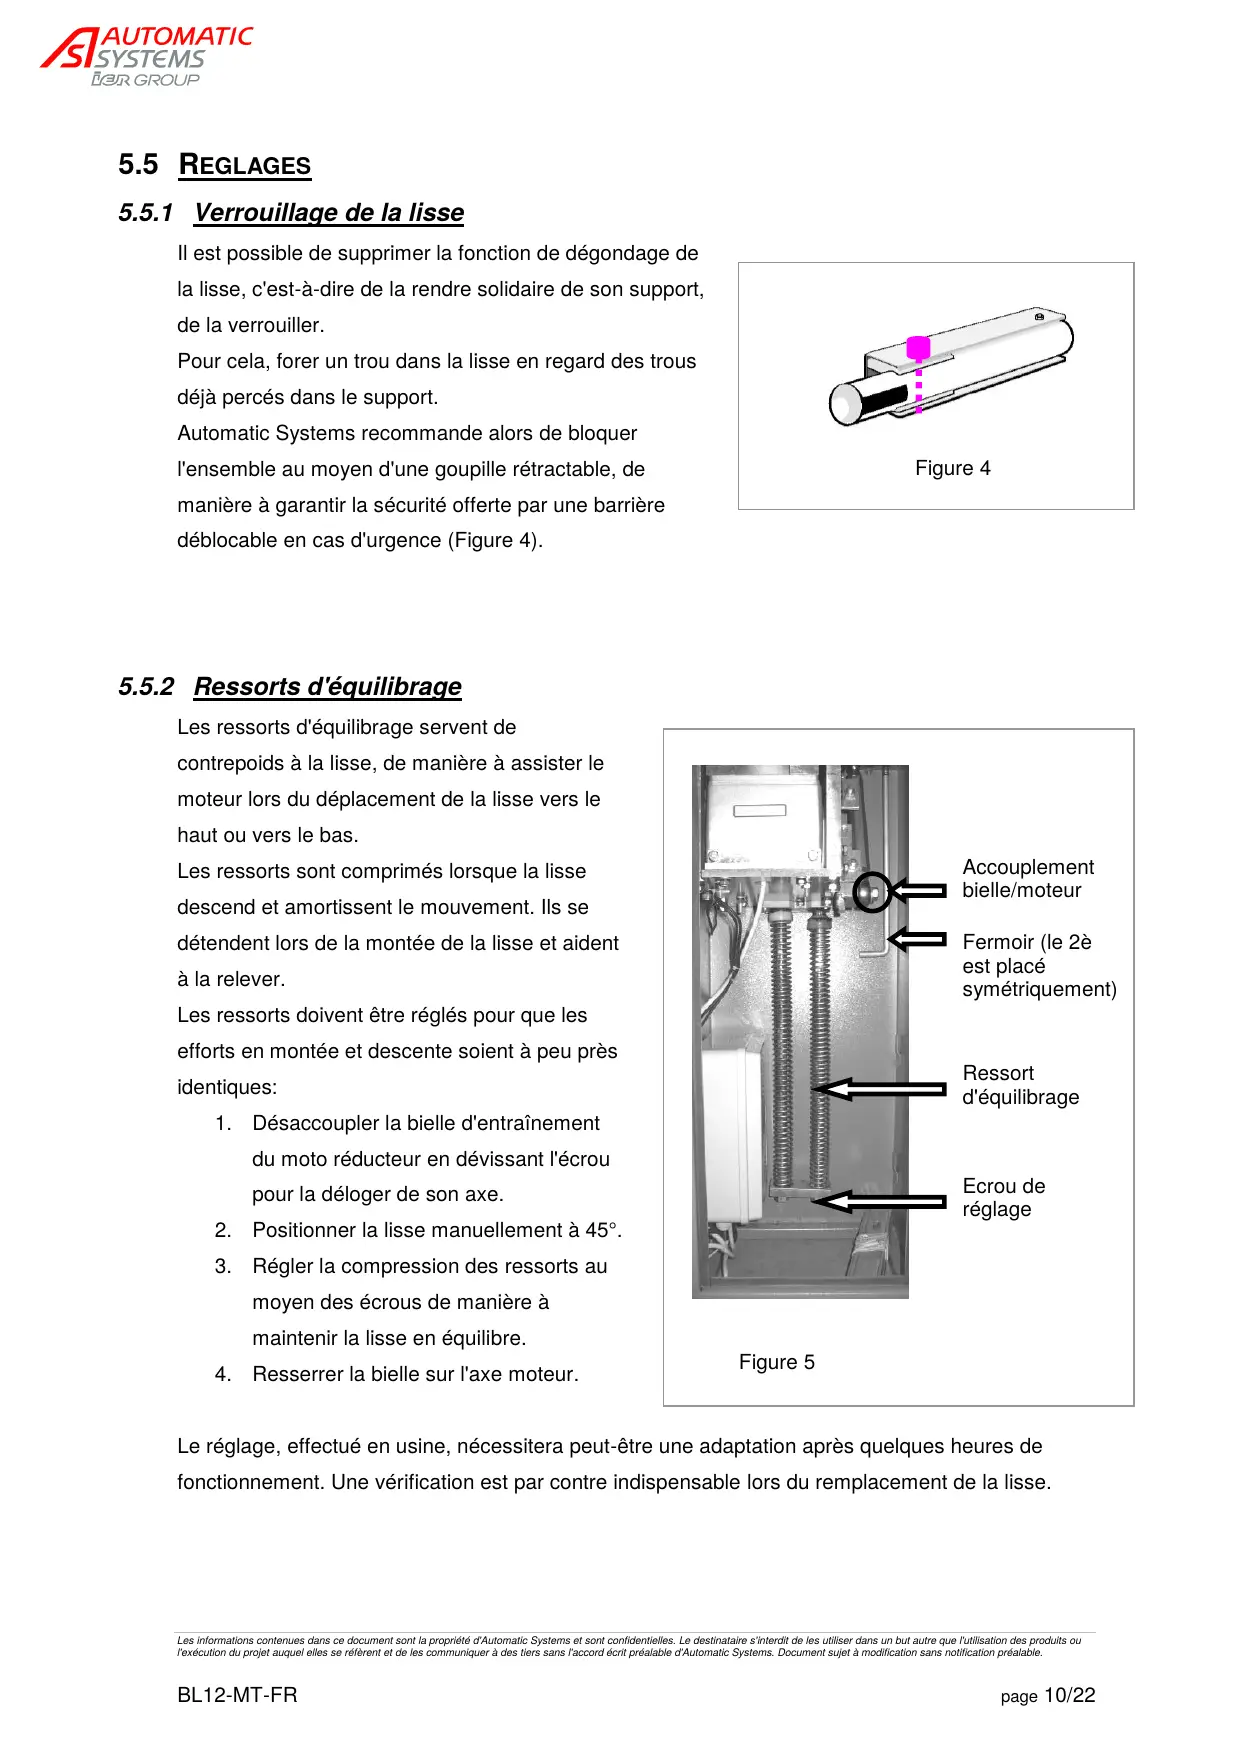 AUTOMATIC
SYSTEMS
ier GROUP
5.5 REGLAGES
5.5.1 Verrouillage de la lisse
Il est possible de supprimer la fonction de dégondage de
la lisse, c'est-à-dire de la rendre solidaire de son support,
de la verrouiller.
Pour cela, forer un trou dans la lisse en regard des trous
déjà percés dans le support.
Automatic Systems recommande alors de bloquer
l'ensemble au moyen d'une goupille rétractable, de
manière à garantir la sécurité offerte par une barrière
déblocable en cas d'urgence (Figure 4).
Figure 4
5.5.2 Ressorts d'équilibrage
Les ressorts d'équilibrage servent de
contrepoids à la lisse, de manière à assister le
moteur lors du déplacement de la lisse vers le
haut ou vers le bas.
Les ressorts sont comprimés lorsque la lisse
descend et amortissent le mouvement. Ils se
détendent lors de la montée de la lisse et aident
à la relever.
Les ressorts doivent être réglés pour que les
efforts en montée et descente soient à peu près
identiques:
1. Désaccoupler la bielle d'entraînement
du moto réducteur en dévissant l'écrou
pour la déloger de son axe.
2. Positionner la lisse manuellement à 45°.
3. Régler la compression des ressorts au
moyen des écrous de manière à
maintenir la lisse en équilibre.
4. Resserrer la bielle sur l'axe moteur.
Accouplement
bielle/moteur
Fermoir (le 2è
est placé
symétriquement)
Ressort
d'équilibrage
Ecrou de
réglage
Figure 5
Le réglage, effectué en usine, nécessitera peut-être une adaptation après quelques heures de
fonctionnement. Une vérification est par contre indispensable lors du remplacement de la lisse.
Les informations contenues dans ce document sont la propriété d'Automatic Systems et sont confidentielles. Le destinataire s'interdit de les utiliser dans un but autre que l'utilisation des produits ou
l'exécution du projet auquel elles se réfèrent et de les communiquer à des tiers sans l'accord écrit préalable d'Automatic Systems. Document sujet à modification sans notification préalable.
BL12-MT-FR
page 10/22